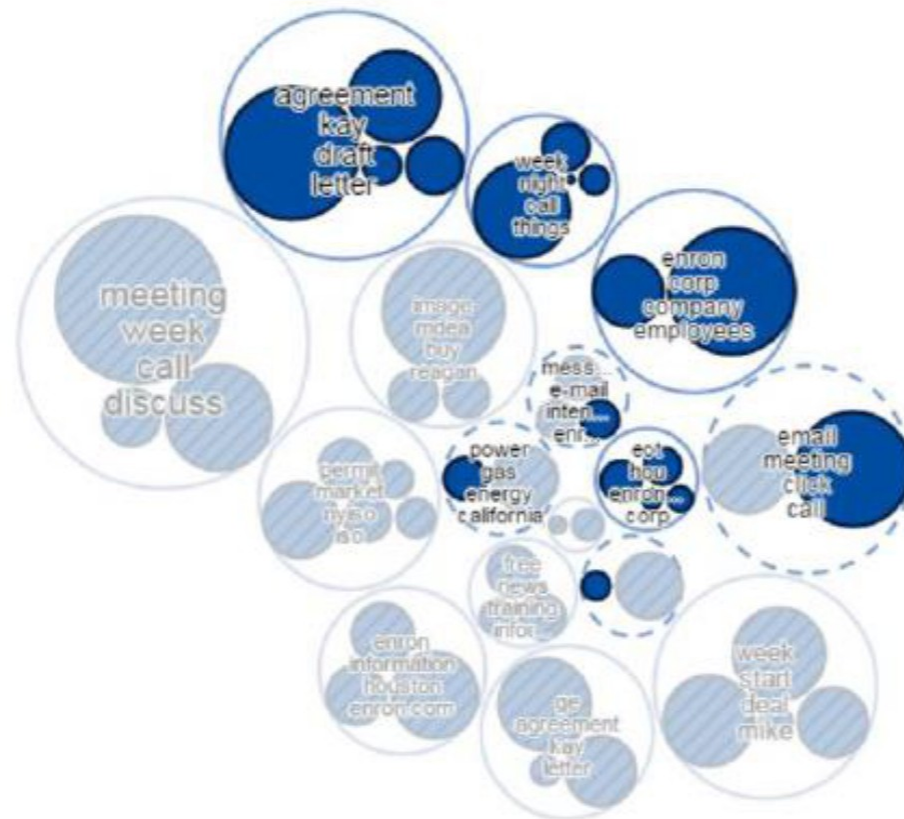 agreement
kay
draft
letter
week
night
call
things
enron
corp
company
employees
meeting
week
call
discuss
image
mdea
buy
reagan
mess...
e-mail
inten...
enr...
email
meeting
click
call
power
gas
energy
california
ect
hou
enron...
corp
permit
market
nyiso
iso
free
news
training
infor...
enron
information
houston
enron.com
ge
agreement
kay
letter
week
start
deal
mike